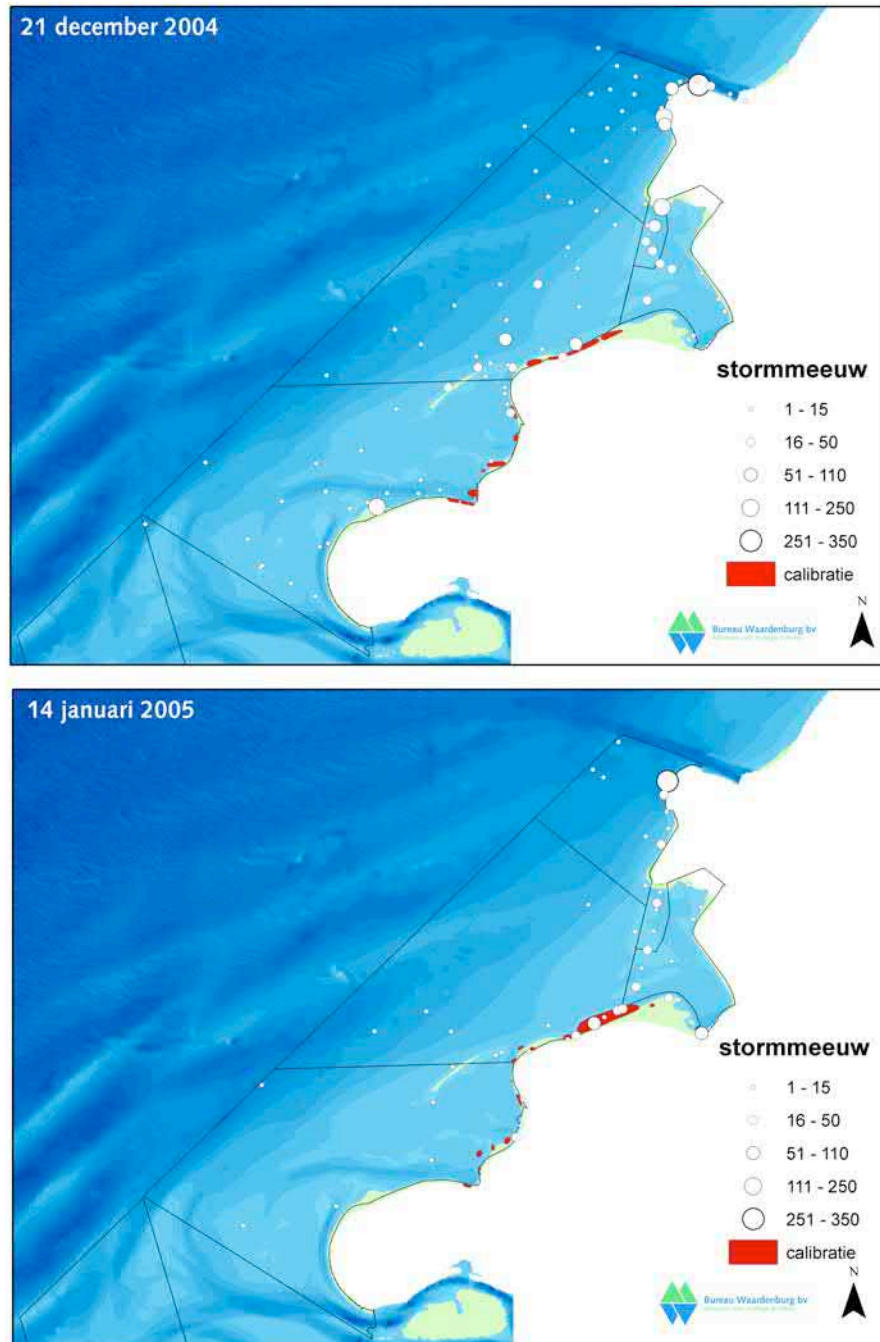 21 december 2004
stormmeeuw
1 - 15
16 - 50
51 - 110
111 - 250
251 - 350
calibratie
N
Bureau Waardenburg bv
14 januari 2005
stormmeeuw
1 - 15
16 - 50
51 - 110
111 - 250
251 - 350
calibratie
N
Bureau Waardenburg bv